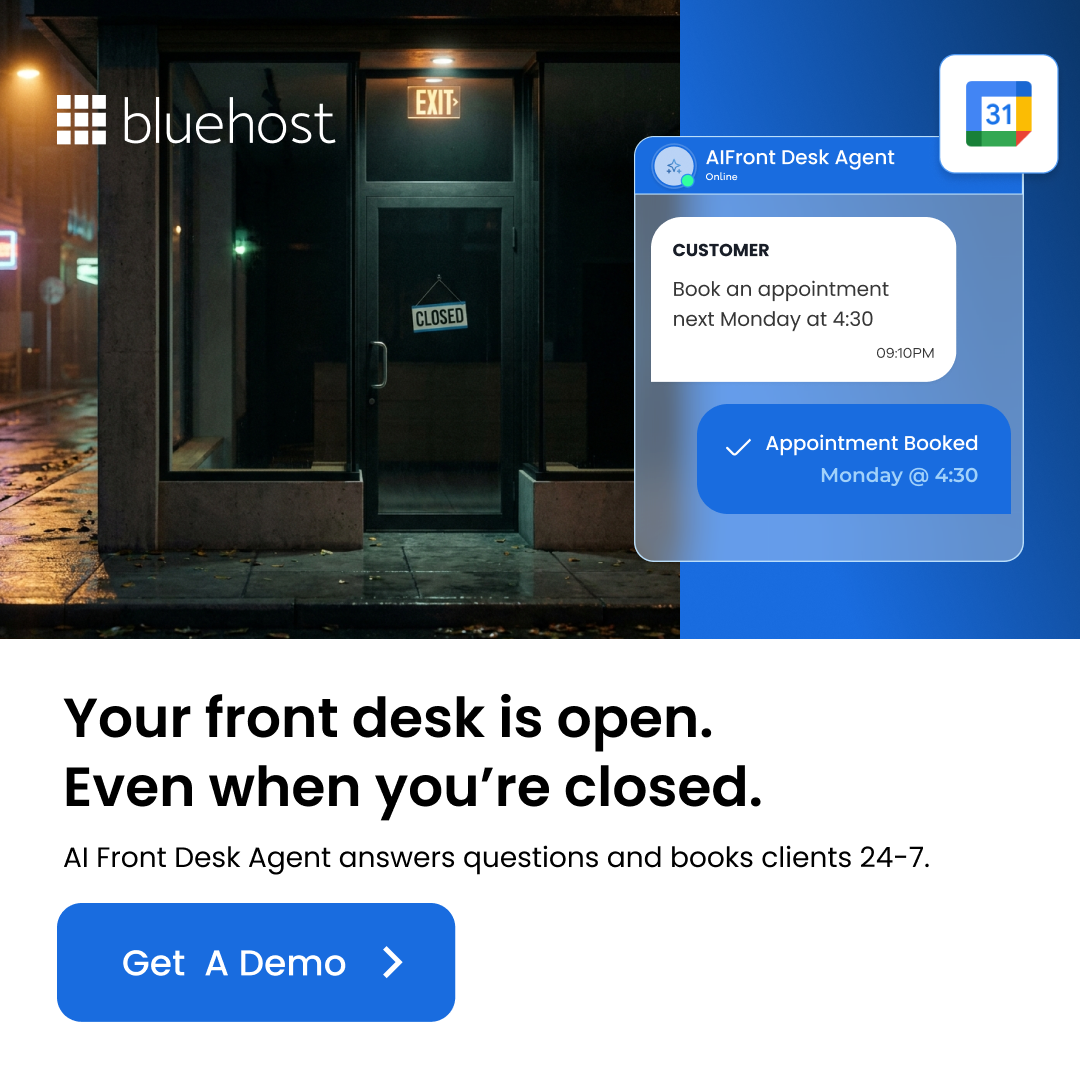 bluehost
EXIT
CLOSED
31
AIFront Desk Agent
Online
CUSTOMER
Book an appointment
next Monday at 4:30
09:10PM
Appointment Booked
Monday @ 4:30
Your front desk is open.
Even when you’re closed.
AI Front Desk Agent answers questions and books clients 24-7.
Get A Demo